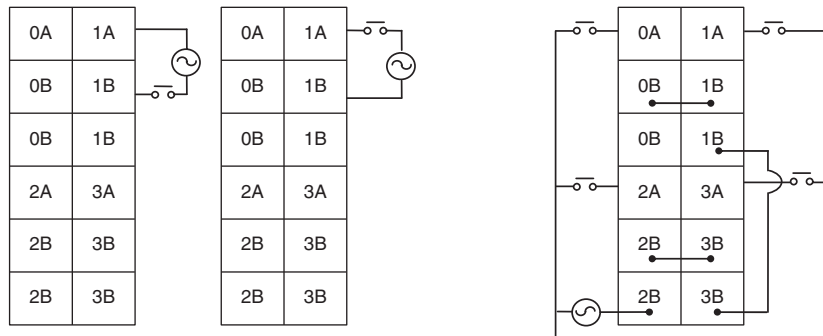 0A 1A 0A 1A 0A 1A
0B 1B 0B 1B 0B 1B
0B 1B 0B 1B 0B 1B
2A 3A 2A 3A 2A 3A
2B 3B 2B 3B 2B 3B
2B 3B 2B 3B 2B 3B